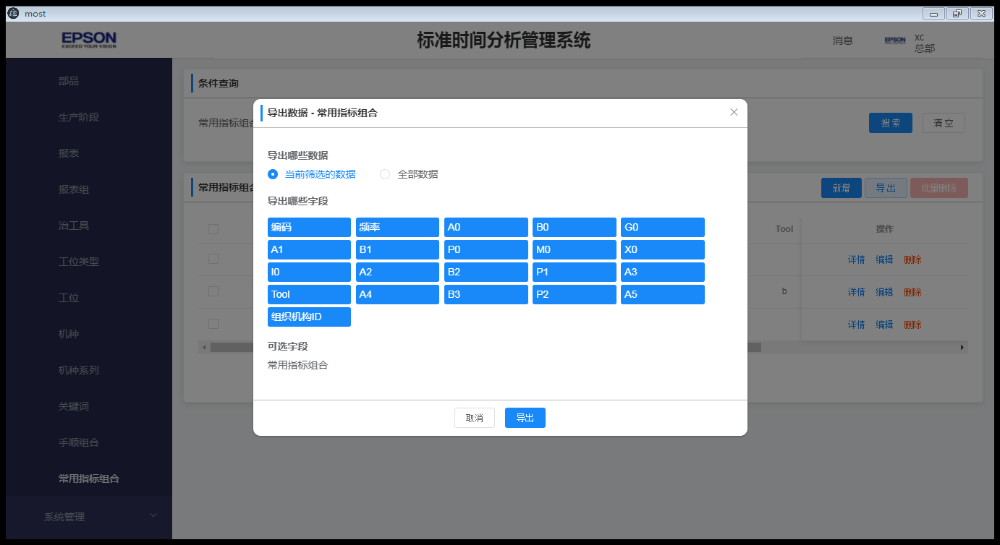 most
EPSON
EXCEED YOUR VISION
标准时间分析管理系统
消息
EPSON
xc
总部
部品
生产阶段
报表
报表组
治工具
工位类型
工位
机种
机种系列
关键词
手顺组合
常用指标组合
系统管理
条件查询
常用指标组合
搜 索
清 空
常用指标组合
新增
导 出
批量删除
Tool
操作
详情 编辑 删除
b
详情 编辑 删除
详情 编辑 删除
导出数据 - 常用指标组合
导出哪些数据
当前筛选的数据 全部数据
导出哪些字段
编码 频率 A0 B0 G0
A1 B1 P0 M0 X0
I0 A2 B2 P1 A3
Tool A4 B3 P2 A5
组织机构ID
可选字段
常用指标组合
取消 导出